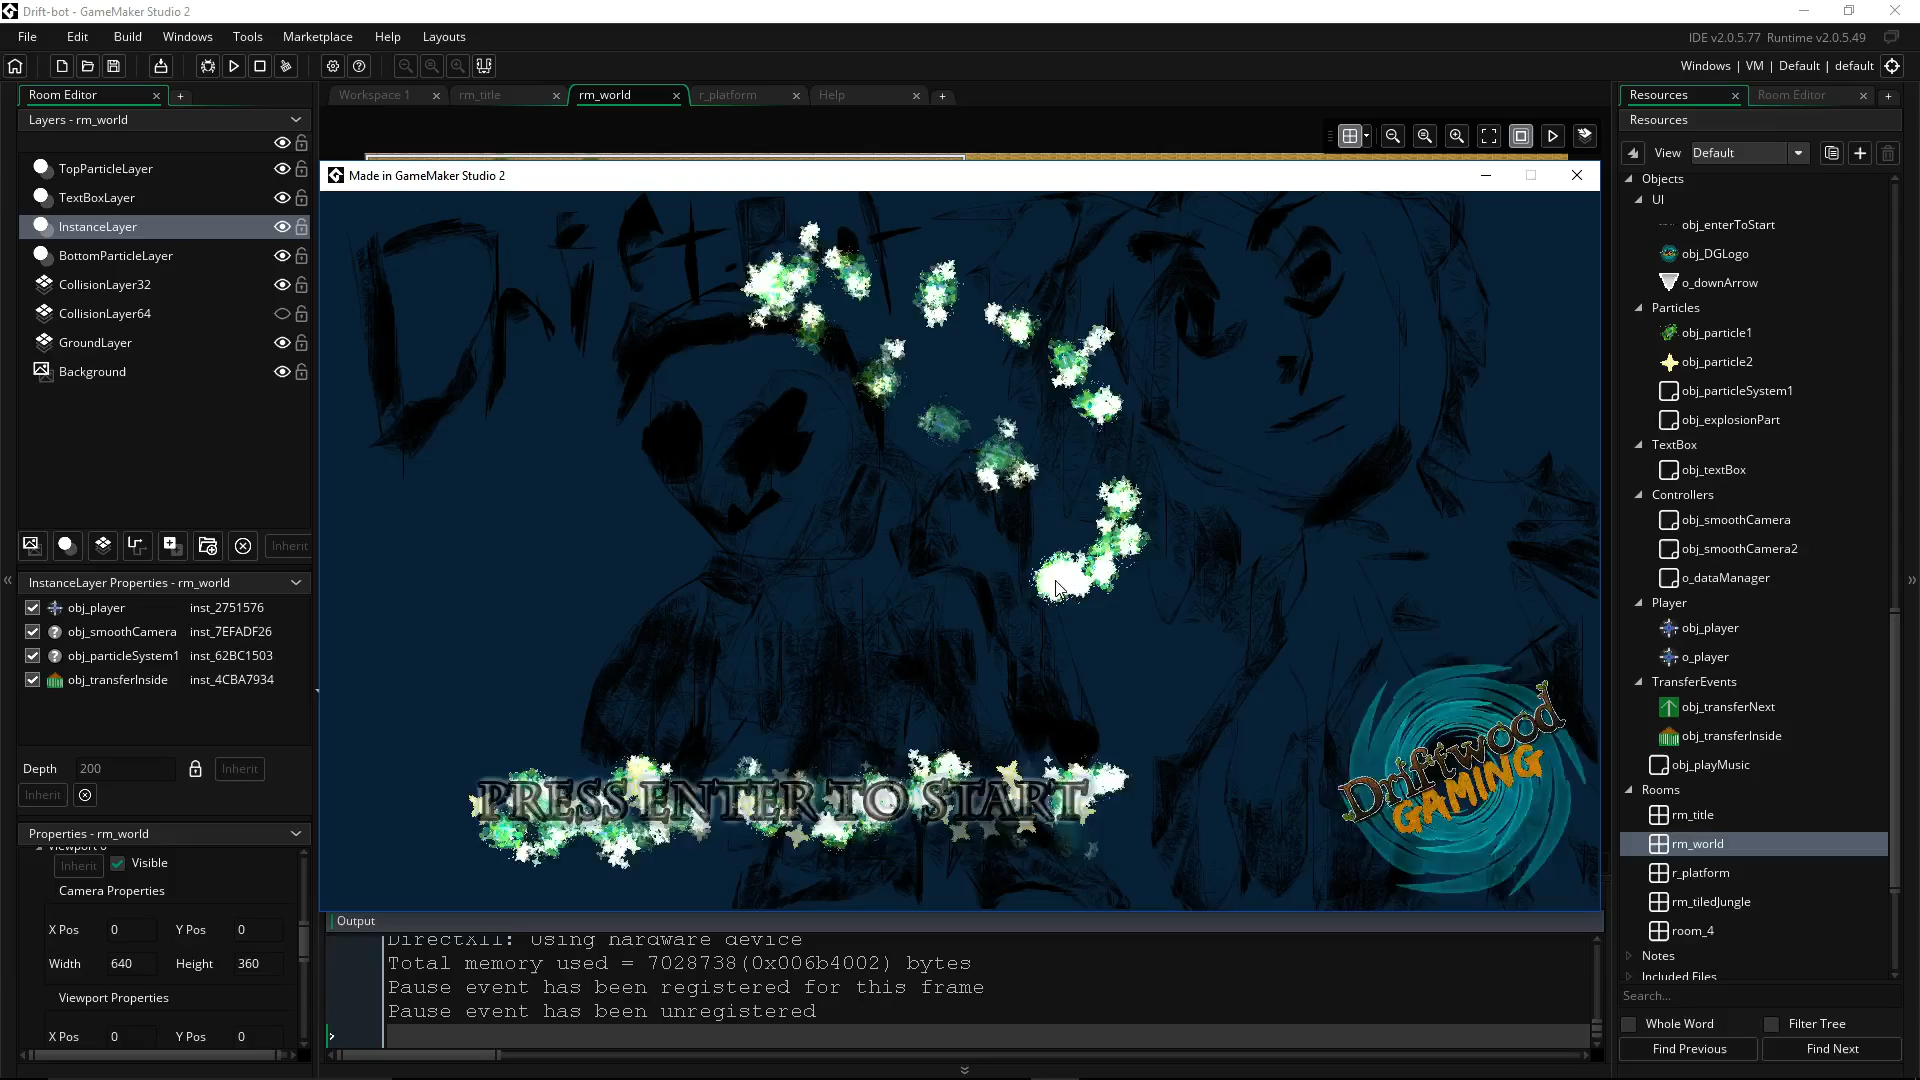 Drift-bot - GameMaker Studio 2
File Edit Build Windows Tools Marketplace Help Layouts
IDE v2.0.5.77 Runtime v2.0.5.49
Windows | VM | Default | default
Room Editor
Workspace 1
rm_title
rm_world
r_platform
Help
Resources
Room Editor
Layers - rm_world
TopParticleLayer
TextBoxLayer
InstanceLayer
BottomParticleLayer
CollisionLayer32
CollisionLayer64
GroundLayer
Background
Inherit
InstanceLayer Properties - rm_world
obj_player inst_2751576
obj_smoothCamera inst_7EFADF26
obj_particleSystem1 inst_62BC1503
obj_transferInside inst_4CBA7934
Depth 200 Inherit
Inherit
Properties - rm_world
Viewport 0
Inherit Visible
Camera Properties
X Pos 0 Y Pos 0
Width 640 Height 360
Viewport Properties
X Pos 0 Y Pos 0
Made in GameMaker Studio 2
PRESS ENTER TO START
Driftwood
GAMING
Output
DirectX11: Using hardware device
Total memory used = 7028738(0x006b4002) bytes
Pause event has been registered for this frame
Pause event has been unregistered
Resources
View Default
Objects
UI
obj_enterToStart
obj_DGLogo
o_downArrow
Particles
obj_particle1
obj_particle2
obj_particleSystem1
obj_explosionPart
TextBox
obj_textBox
Controllers
obj_smoothCamera
obj_smoothCamera2
o_dataManager
Player
obj_player
o_player
TransferEvents
obj_transferNext
obj_transferInside
obj_playMusic
Rooms
rm_title
rm_world
r_platform
rm_tiledJungle
room_4
Notes
Included Files
Search...
Whole Word Filter Tree
Find Previous Find Next